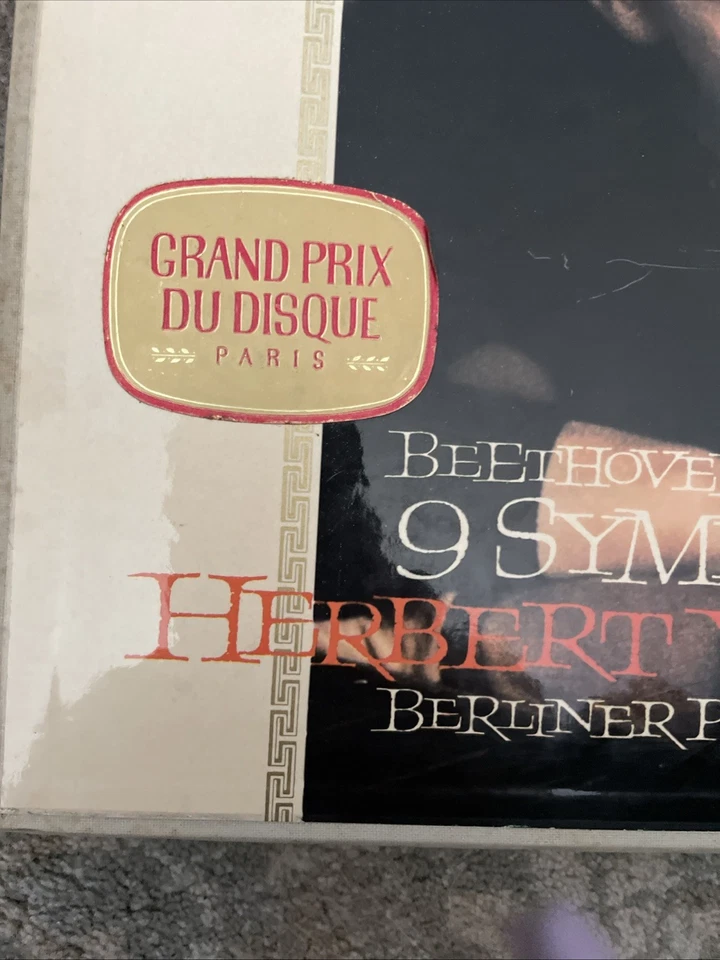 GRAND PRIX
DU DISQUE
PARIS
BEETHOVE
9 SYM
HERBERT
BERLINER P